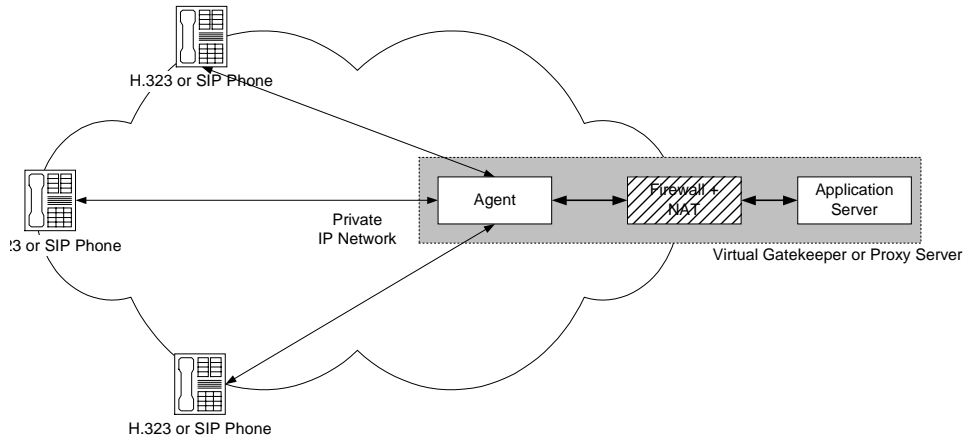 H.323 or SIP Phone
Agent
Firewall +
NAT
Application
Server
Private
IP Network
23 or SIP Phone
Virtual Gatekeeper or Proxy Server
H.323 or SIP Phone